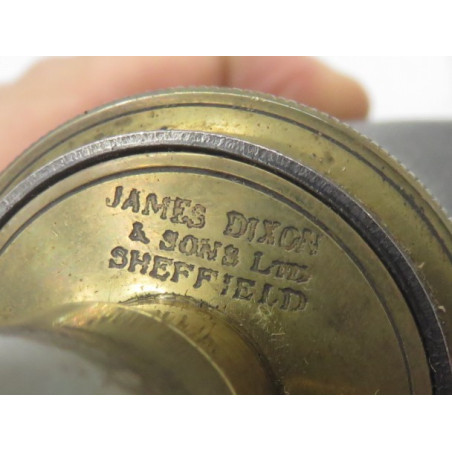 JAMES DIXON
& SONS LTD
SHEFFIELD